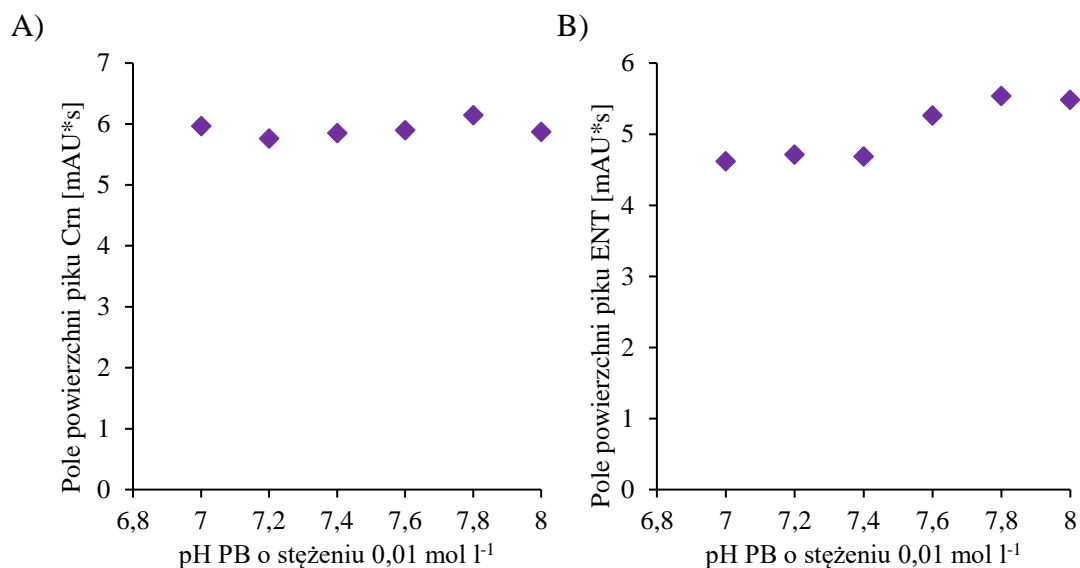 A)
Pole powierzchni piku Crn [mAU*s]
7
6
5
4
3
2
1
0
6,8 7 7,2 7,4 7,6 7,8 8
pH PB o stężeniu 0,01 mol l⁻¹
B)
Pole powierzchni piku ENT [mAU*s]
6
5
4
3
2
1
0
6,8 7 7,2 7,4 7,6 7,8 8
pH PB o stężeniu 0,01 mol l⁻¹